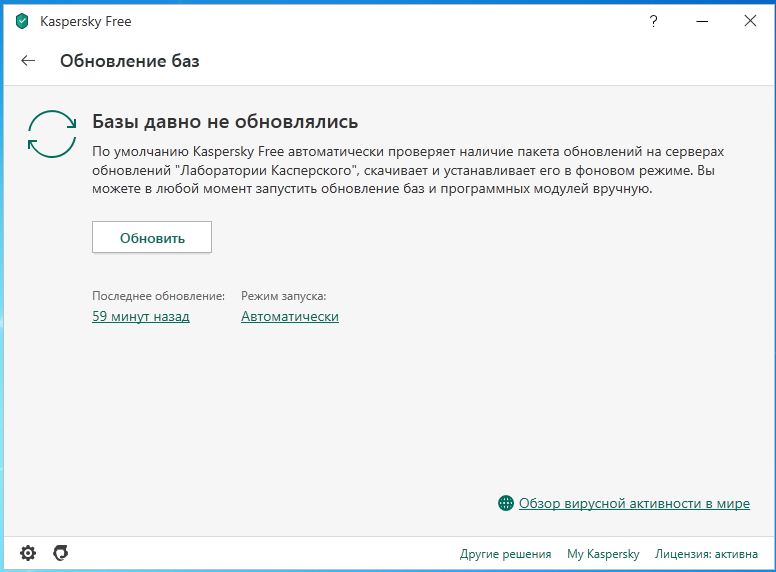 Kaspersky Free
?
Обновление баз
Базы давно не обновлялись
По умолчанию Kaspersky Free автоматически проверяет наличие пакета обновлений на серверах
обновлений "Лаборатории Касперского", скачивает и устанавливает его в фоновом режиме. Вы
можете в любой момент запустить обновление баз и программных модулей вручную.
Обновить
Последнее обновление: Режим запуска:
59 минут назад Автоматически
Обзор вирусной активности в мире
Другие решения My Kaspersky Лицензия: активна